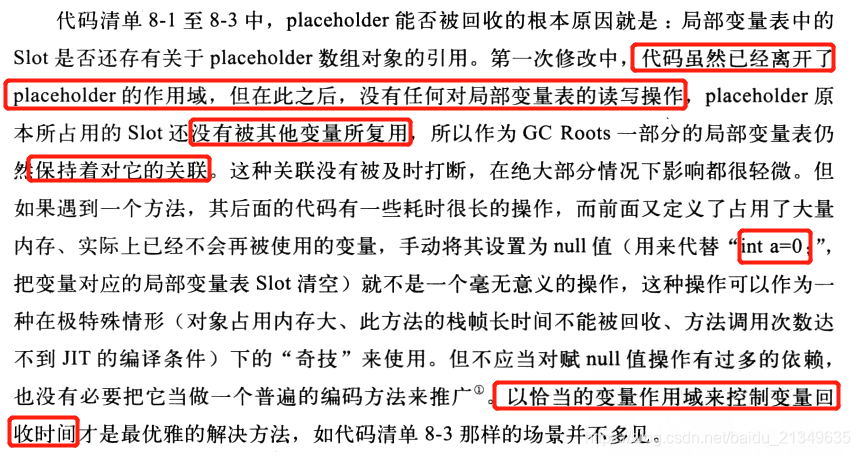 代码清单 8-1 至 8-3 中，placeholder 能否被回收的根本原因就是：局部变量表中的
Slot 是否还存有关于 placeholder 数组对象的引用。第一次修改中，代码虽然已经离开了
placeholder 的作用域，但在此之后，没有任何对局部变量表的读写操作，placeholder 原
本所占用的 Slot 还没有被其他变量所复用，所以作为 GC Roots 一部分的局部变量表仍
然保持着对它的关联。这种关联没有被及时打断，在绝大部分情况下影响都很轻微。但
如果遇到一个方法，其后面的代码有一些耗时很长的操作，而前面又定义了占用了大量
内存、实际上已经不会再被使用的变量，手动将其设置为 null 值（用来代替“int a=0;”，
把变量对应的局部变量表 Slot 清空）就不是一个毫无意义的操作，这种操作可以作为一
种在极特殊情形（对象占用内存大、此方法的栈帧长时间不能被回收、方法调用次数达
不到 JIT 的编译条件）下的“奇技”来使用。但不应当对赋 null 值操作有过多的依赖，
也没有必要把它当做一个普遍的编码方法来推广①。以恰当的变量作用域来控制变量回
收时间才是最优雅的解决方法，如代码清单 8-3 那样的场景并不多见。
https://blog.csdn.net/baidu_21349635